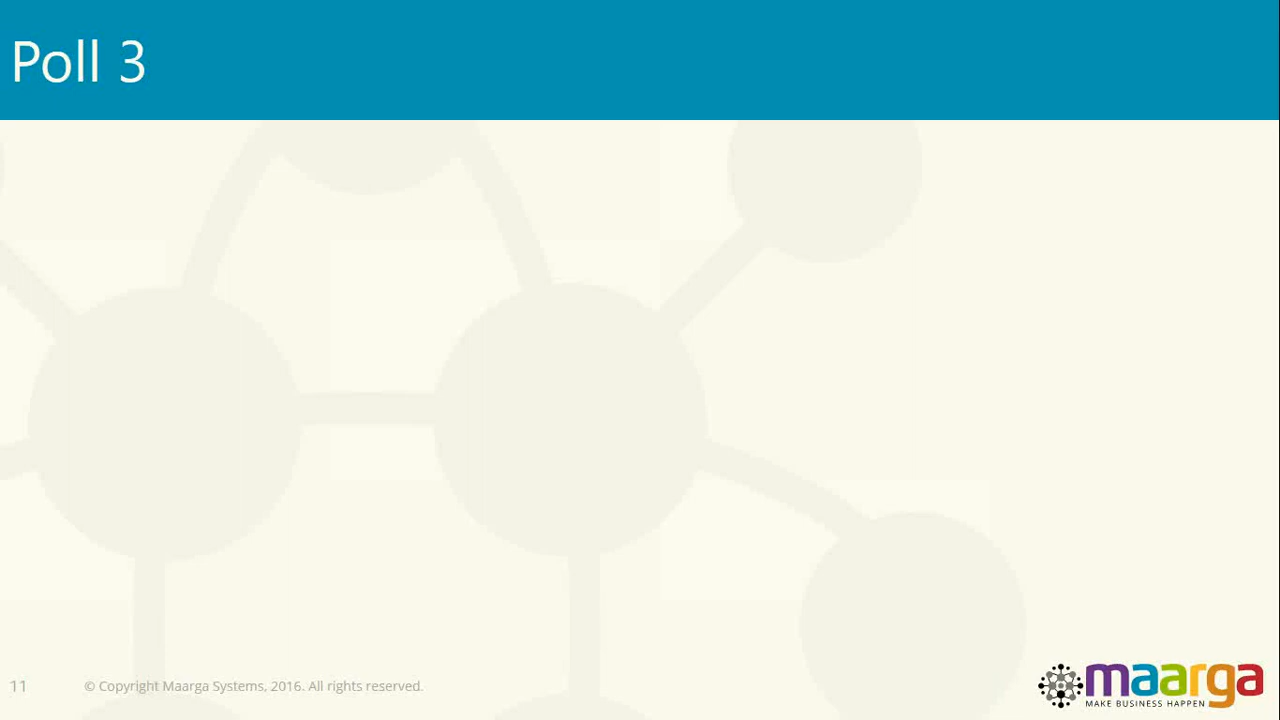 Poll 3
11
© Copyright Maarga Systems, 2016. All rights reserved.
maarga
MAKE BUSINESS HAPPEN